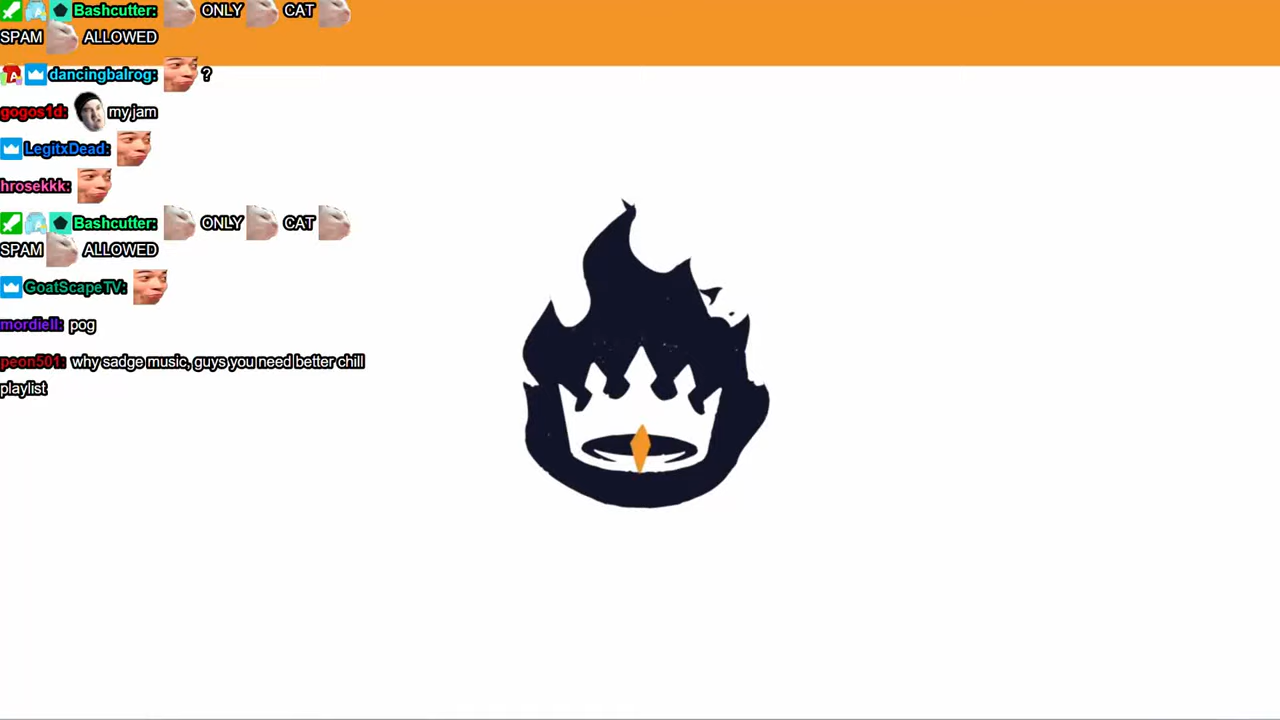 Bashcutter: ONLY CAT
SPAM ALLOWED
dancingbalrog: ?
gogos1d: my jam
LegitxDead:
hrosekkk:
Bashcutter: ONLY CAT
SPAM ALLOWED
GoatScapeTV:
mordiell: pog
peon501: why sadge music, guys you need better chill
playlist